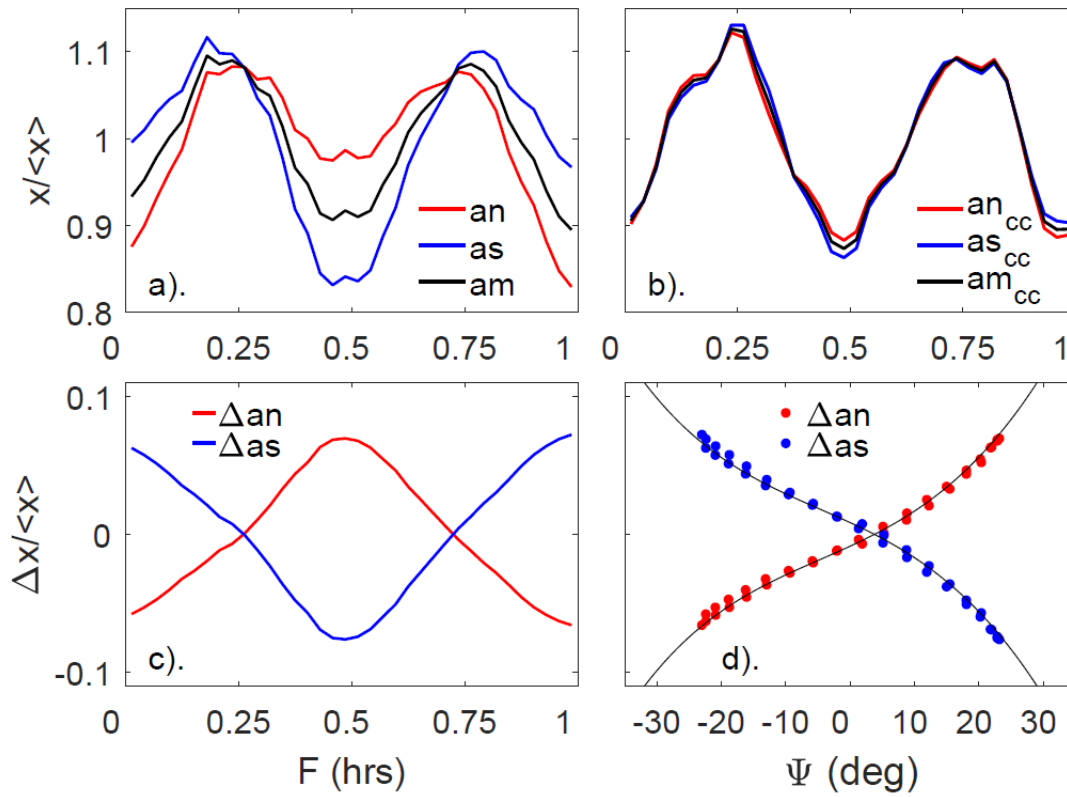 x/<x>
1.1
1
0.9
0.8
an
as
am
a).
0 0.25 0.5 0.75 1
an_cc
as_cc
am_cc
b).
0 0.25 0.5 0.75 1
Δx/<x>
0.1
0
-0.1
Δan
Δas
c).
0 0.25 0.5 0.75 1
F (hrs)
Δan
Δas
d).
-30 -20 -10 0 10 20 30
Ψ (deg)